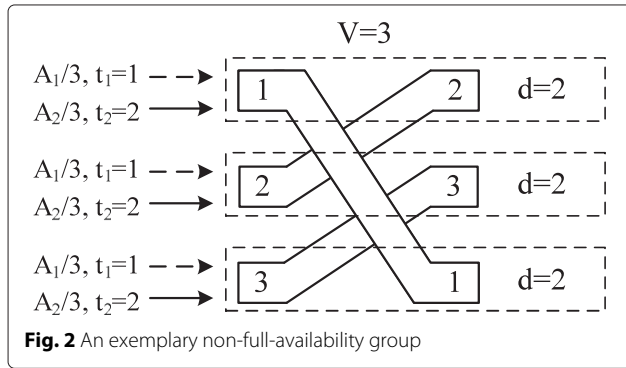 V=3
A₁/3, t₁=1
A₂/3, t₂=2
1 2 d=2
A₁/3, t₁=1
A₂/3, t₂=2
2 3 d=2
A₁/3, t₁=1
A₂/3, t₂=2
3 1 d=2
Fig. 2 An exemplary non-full-availability group